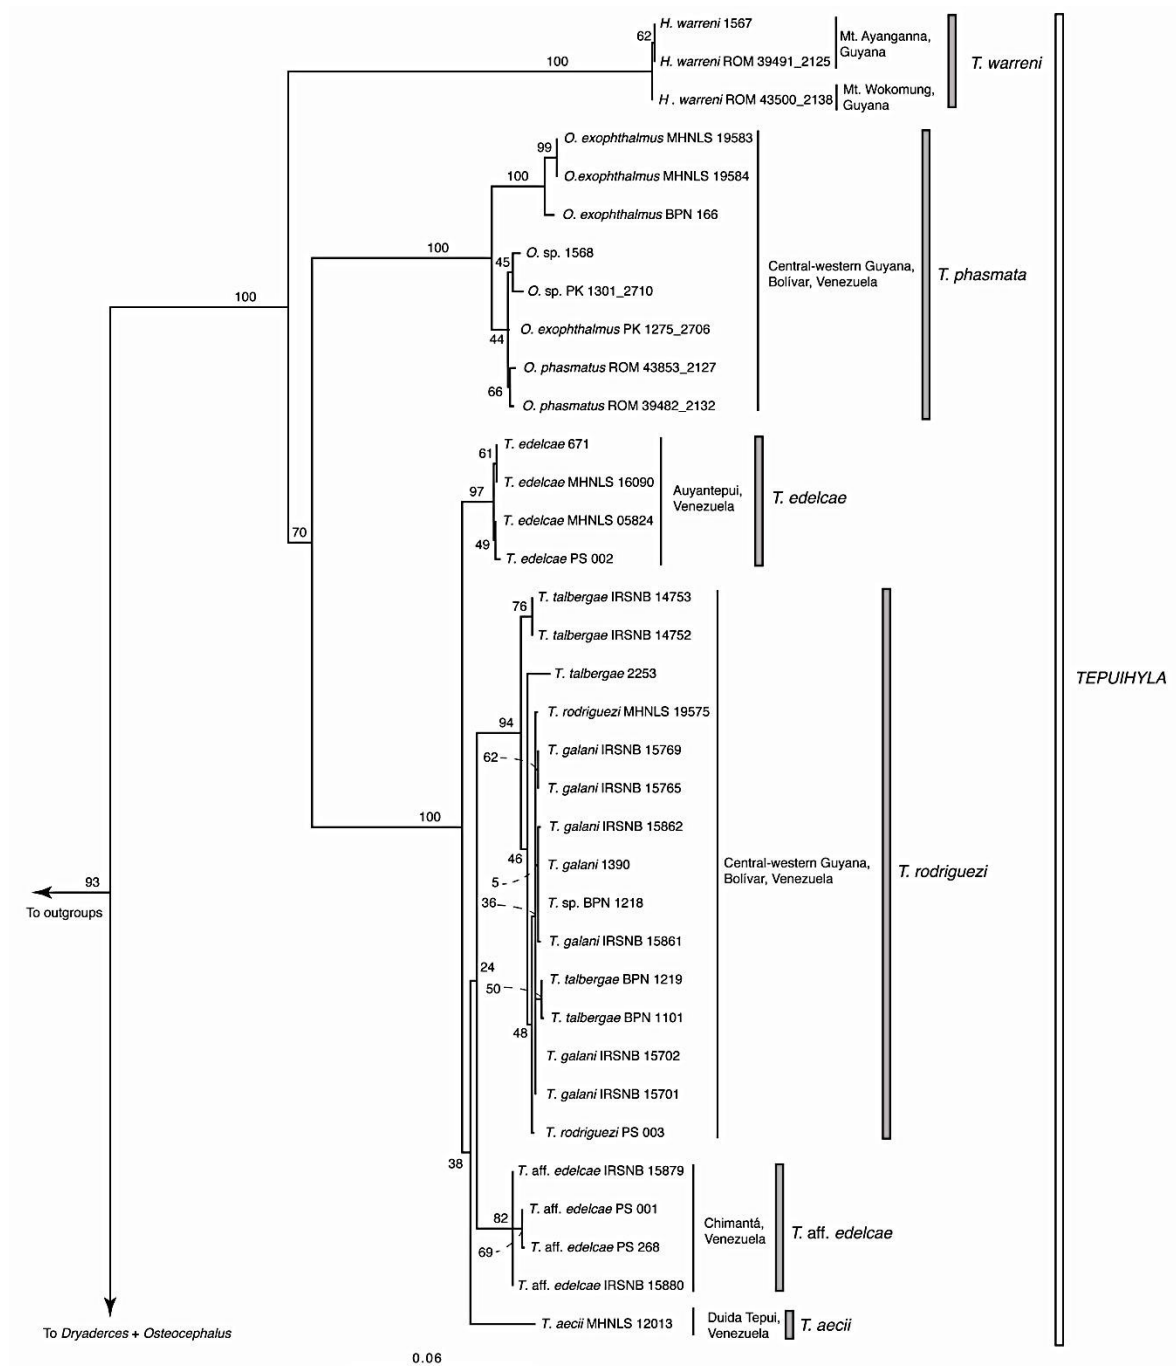 H. warreni 1567
62
H. warreni ROM 39491_2125
Mt. Ayanganna,
Guyana
100
H . warreni ROM 43500_2138
Mt. Wokomung,
Guyana
T. warreni
O. exophthalmus MHNLS 19583
99
O.exophthalmus MHNLS 19584
100
O. exophthalmus BPN 166
100
O. sp. 1568
45
O. sp. PK 1301_2710
O. exophthalmus PK 1275_2706
44
O. phasmatus ROM 43853_2127
66
O. phasmatus ROM 39482_2132
Central-western Guyana,
Bolívar, Venezuela
T. phasmata
100
T. edelcae 671
61
T. edelcae MHNLS 16090
97
T. edelcae MHNLS 05824
49
T. edelcae PS 002
Auyantepui,
Venezuela
T. edelcae
70
T. talbergae IRSNB 14753
76
T. talbergae IRSNB 14752
T. talbergae 2253
T. rodriguezi MHNLS 19575
94
T. galani IRSNB 15769
62
T. galani IRSNB 15765
100
T. galani IRSNB 15862
46
T. galani 1390
5
T. sp. BPN 1218
36
T. galani IRSNB 15861
24
T. talbergae BPN 1219
50
T. talbergae BPN 1101
48
T. galani IRSNB 15702
T. galani IRSNB 15701
T. rodriguezi PS 003
Central-western Guyana,
Bolívar, Venezuela
T. rodriguezi
TEPUIHYLA
93
To outgroups
38
T. aff. edelcae IRSNB 15879
T. aff. edelcae PS 001
82
T. aff. edelcae PS 268
69
T. aff. edelcae IRSNB 15880
Chimantá,
Venezuela
T. aff. edelcae
T. aecii MHNLS 12013
Duida Tepui,
Venezuela
T. aecii
To Dryaderces + Osteocephalus
0.06